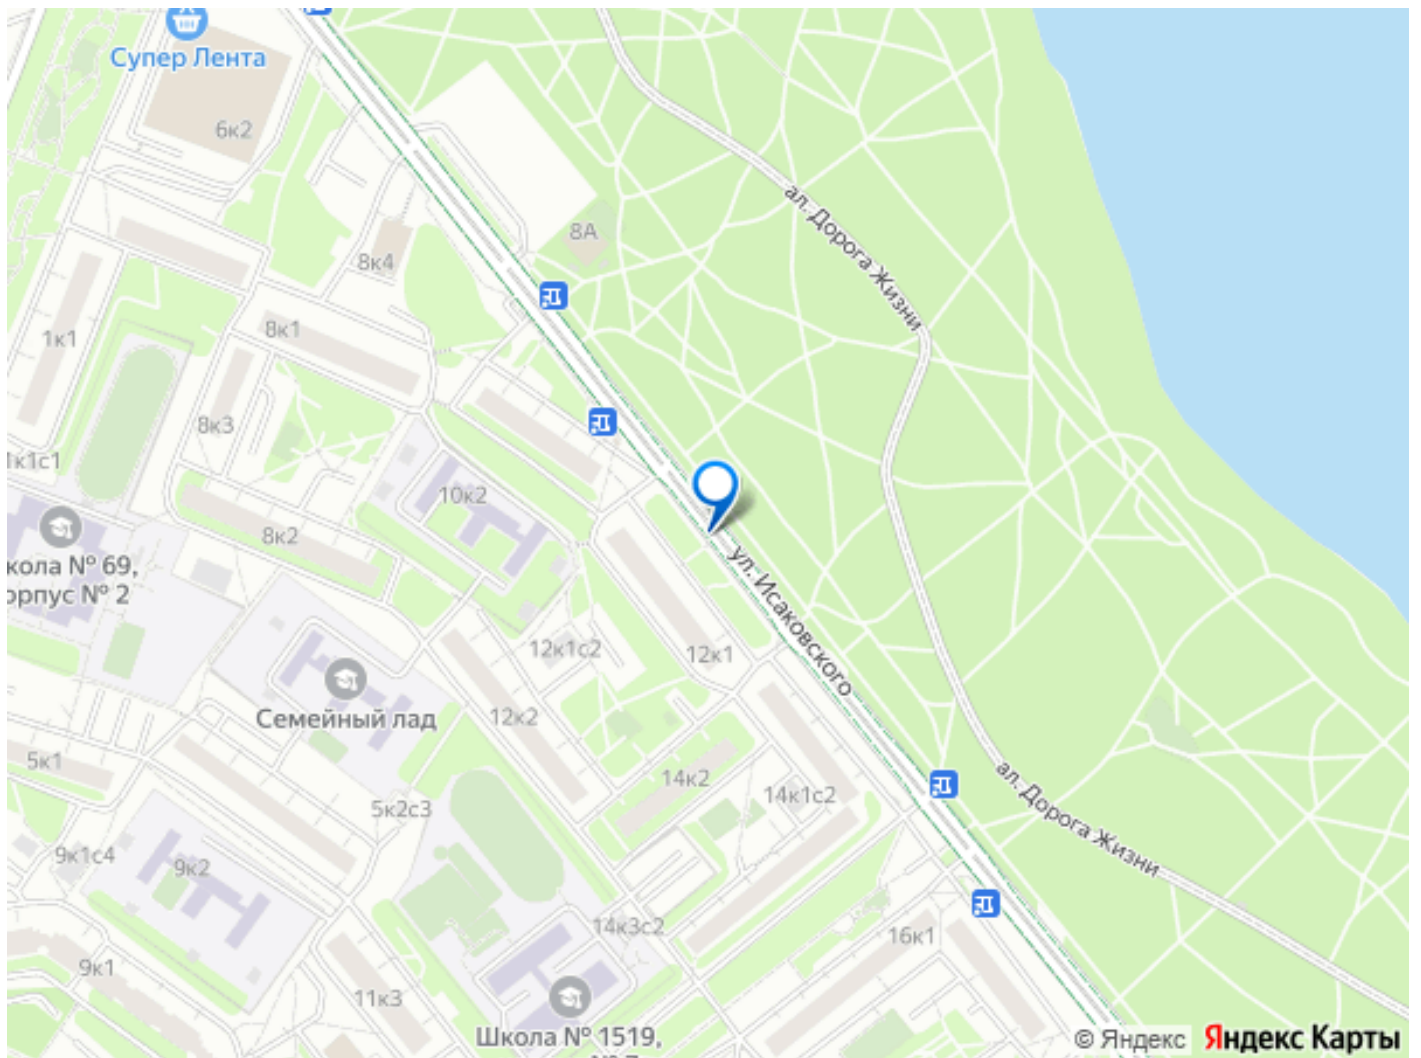 Супер Лента
6к2
ал. Дорога Жизни
8А
8к4
1к1
8к1
8к3
1к1с1
10к2
8к2
кола № 69,
орпус № 2
ул. Исаковского
12к1с2
12к1
Семейный лад
12к2
5к1
14к2
14к1с2
5к2с3
ал. Дорога Жизни
9к1с4
9к2
14к3с2
16к1
9к1
11к3
Школа № 1519,
© Яндекс Яндекс Карты